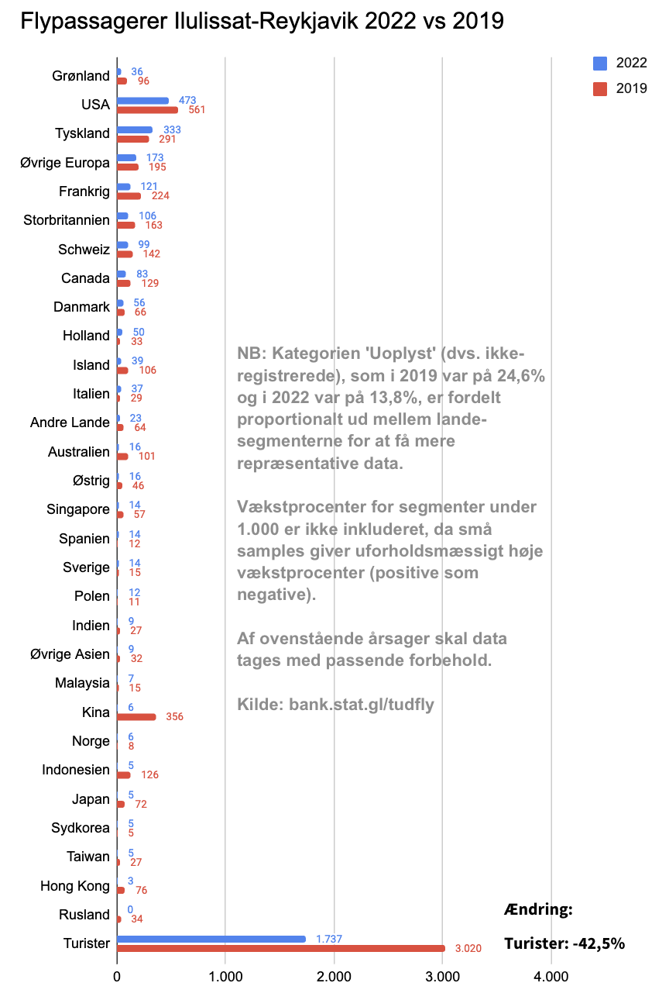 Flypassagerer Ilulissat-Reykjavik 2022 vs 2019
2022
2019
Grønland 36
96
USA 473
561
Tyskland 333
291
Øvrige Europa 173
195
Frankrig 121
224
Storbritannien 106
163
Schweiz 99
142
Canada 83
129
Danmark 56
66
Holland 50
33
Island 39
106
Italien 37
29
Andre Lande 23
64
Australien 16
101
Østrig 16
46
Singapore 14
57
Spanien 14
12
Sverige 14
15
Polen 12
11
Indien 9
27
Øvrige Asien 9
32
Malaysia 7
15
Kina 6
356
Norge 6
8
Indonesien 5
126
Japan 5
72
Sydkorea 5
5
Taiwan 5
27
Hong Kong 3
76
Rusland 0
34
Turister 1.737
3.020
0 1.000 2.000 3.000 4.000
NB: Kategorien 'Uoplyst' (dvs. ikke-
registrerede), som i 2019 var på 24,6%
og i 2022 var på 13,8%, er fordelt
proportionalt ud mellem lande-
segmenterne for at få mere
repræsentative data.
Vækstprocenter for segmenter under
1.000 er ikke inkluderet, da små
samples giver uforholdsmæssigt høje
vækstprocenter (positive som
negative).
Af ovenstående årsager skal data
tages med passende forbehold.
Kilde: bank.stat.gl/tudfly
Ændring:
Turister: -42,5%